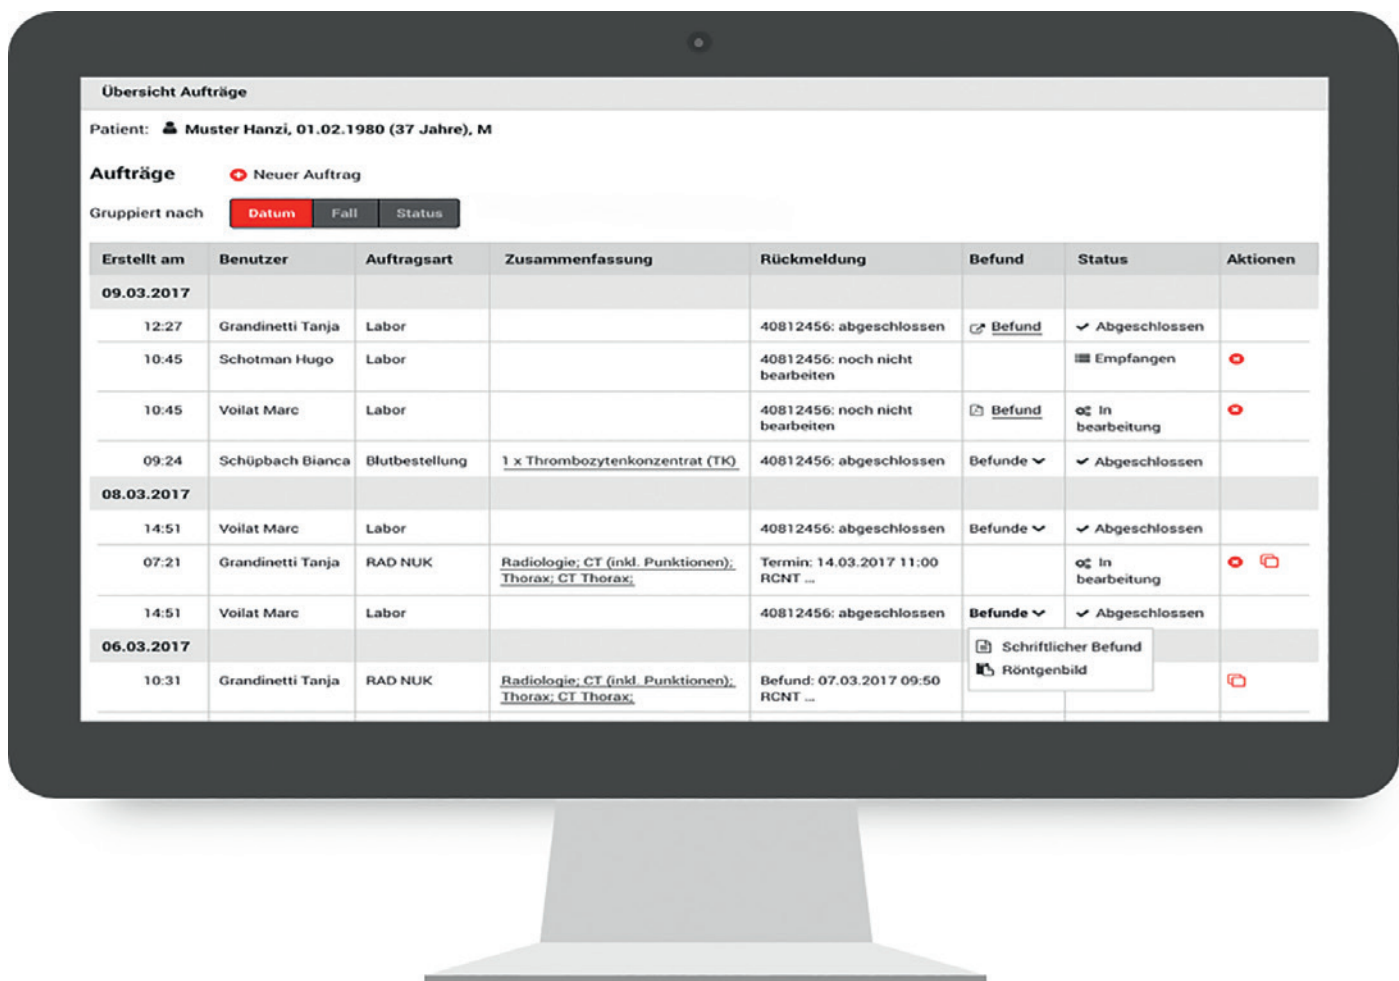 Übersicht Aufträge
Patient: Muster Hanzi, 01.02.1980 (37 Jahre), M
Aufträge Neuer Auftrag
Gruppiert nach Datum Fall Status
Erstellt am Benutzer Auftragsart Zusammenfassung Rückmeldung Befund Status Aktionen
09.03.2017
12:27 Grandinetti Tanja Labor 40812456: abgeschlossen Befund Abgeschlossen
10:45 Schotman Hugo Labor 40812456: noch nicht Empfangen
bearbeiten
10:45 Voilat Marc Labor 40812456: noch nicht Befund In
bearbeiten bearbeitung
09:24 Schüpbach Bianca Blutbestellung 1 x Thrombozytenkonzentrat (TK) 40812456: abgeschlossen Befunde Abgeschlossen
08.03.2017
14:51 Voilat Marc Labor 40812456: abgeschlossen Befunde Abgeschlossen
07:21 Grandinetti Tanja RAD NUK Radiologie; CT (inkl. Punktionen); Termin: 14.03.2017 11:00 In
Thorax; CT Thorax; RCNT ... bearbeitung
14:51 Voilat Marc Labor 40812456: abgeschlossen Befunde Abgeschlossen
06.03.2017 Schriftlicher Befund
Röntgenbild
10:31 Grandinetti Tanja RAD NUK Radiologie; CT (inkl. Punktionen); Befund: 07.03.2017 09:50
Thorax; CT Thorax; RCNT ...